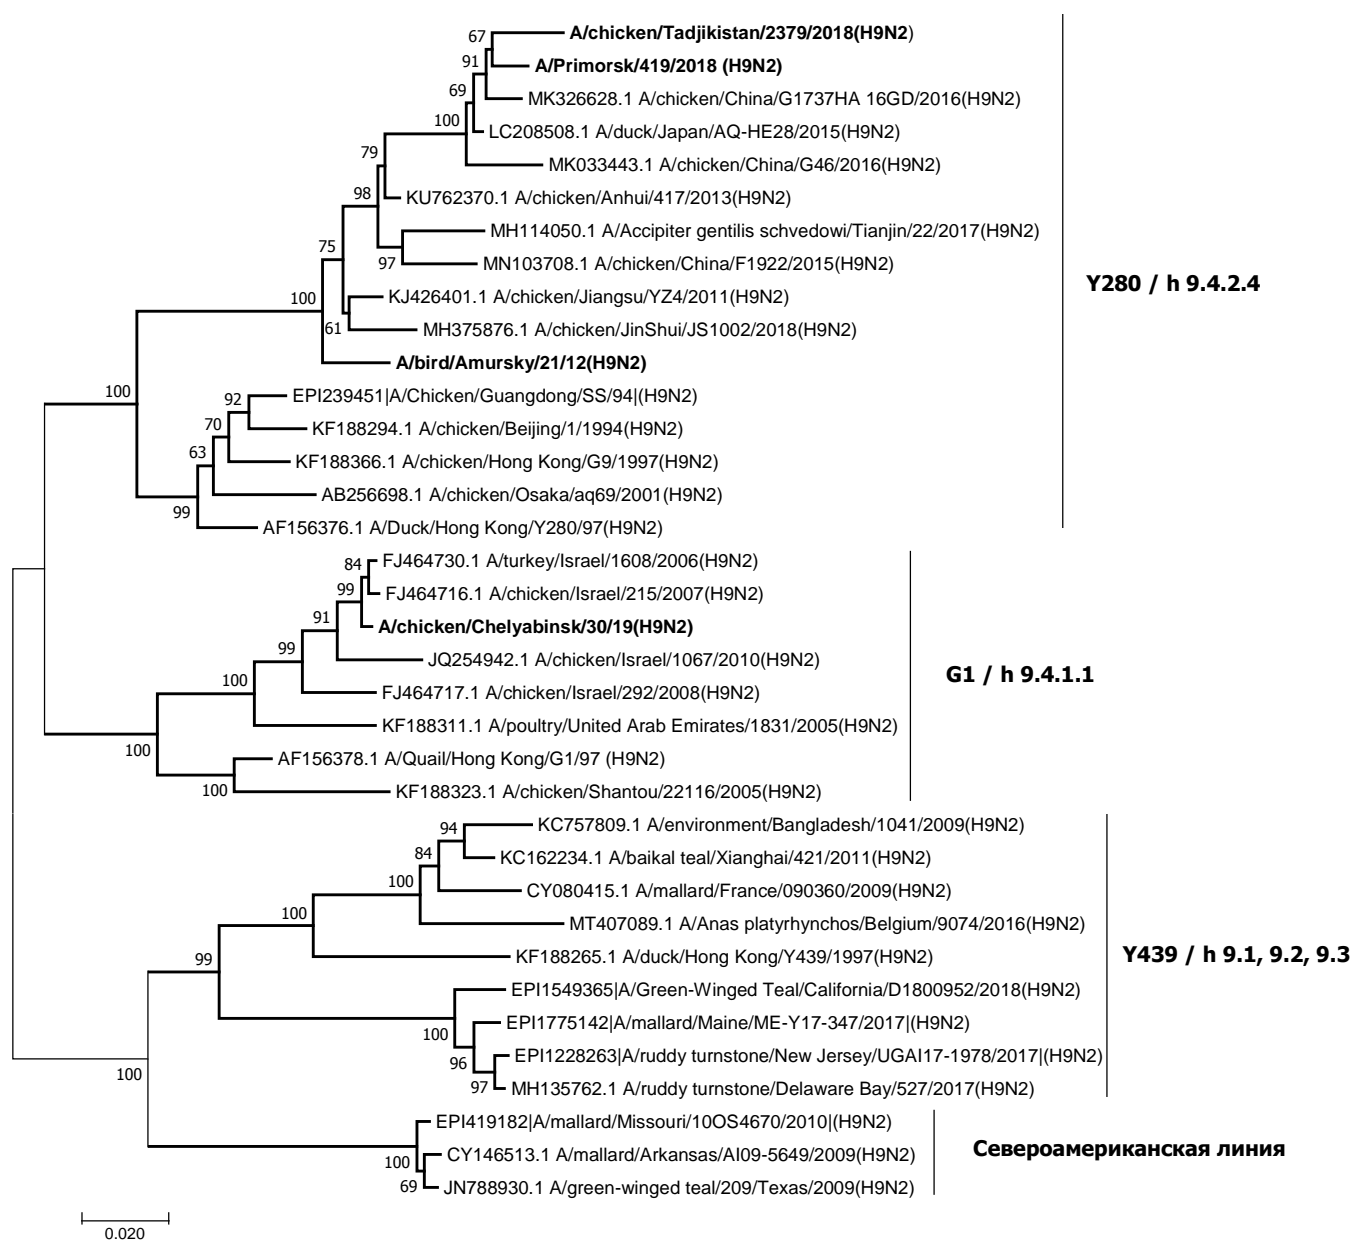 67
A/chicken/Tadjikistan/2379/2018(H9N2)
91
A/Primorsk/419/2018 (H9N2)
69
MK326628.1 A/chicken/China/G1737HA 16GD/2016(H9N2)
100
LC208508.1 A/duck/Japan/AQ-HE28/2015(H9N2)
79
MK033443.1 A/chicken/China/G46/2016(H9N2)
98
KU762370.1 A/chicken/Anhui/417/2013(H9N2)
MH114050.1 A/Accipiter gentilis schvedowi/Tianjin/22/2017(H9N2)
75
97
MN103708.1 A/chicken/China/F1922/2015(H9N2)
Y280 / h 9.4.2.4
100
KJ426401.1 A/chicken/Jiangsu/YZ4/2011(H9N2)
61
MH375876.1 A/chicken/JinShui/JS1002/2018(H9N2)
A/bird/Amursky/21/12(H9N2)
100
92
EPI239451|A/Chicken/Guangdong/SS/94|(H9N2)
70
KF188294.1 A/chicken/Beijing/1/1994(H9N2)
63
KF188366.1 A/chicken/Hong Kong/G9/1997(H9N2)
AB256698.1 A/chicken/Osaka/aq69/2001(H9N2)
99
AF156376.1 A/Duck/Hong Kong/Y280/97(H9N2)
84
FJ464730.1 A/turkey/Israel/1608/2006(H9N2)
99
FJ464716.1 A/chicken/Israel/215/2007(H9N2)
91
A/chicken/Chelyabinsk/30/19(H9N2)
99
JQ254942.1 A/chicken/Israel/1067/2010(H9N2)
G1 / h 9.4.1.1
100
FJ464717.1 A/chicken/Israel/292/2008(H9N2)
KF188311.1 A/poultry/United Arab Emirates/1831/2005(H9N2)
100
AF156378.1 A/Quail/Hong Kong/G1/97 (H9N2)
100
KF188323.1 A/chicken/Shantou/22116/2005(H9N2)
94
KC757809.1 A/environment/Bangladesh/1041/2009(H9N2)
84
KC162234.1 A/baikal teal/Xianghai/421/2011(H9N2)
100
CY080415.1 A/mallard/France/090360/2009(H9N2)
100
MT407089.1 A/Anas platyrhynchos/Belgium/9074/2016(H9N2)
99
KF188265.1 A/duck/Hong Kong/Y439/1997(H9N2)
Y439 / h 9.1, 9.2, 9.3
EPI1549365|A/Green-Winged Teal/California/D1800952/2018(H9N2)
100
EPI1775142|A/mallard/Maine/ME-Y17-347/2017|(H9N2)
96
EPI1228263|A/ruddy turnstone/New Jersey/UGAI17-1978/2017|(H9N2)
100
97
MH135762.1 A/ruddy turnstone/Delaware Bay/527/2017(H9N2)
EPI419182|A/mallard/Missouri/10OS4670/2010|(H9N2)
Североамериканская линия
100
CY146513.1 A/mallard/Arkansas/AI09-5649/2009(H9N2)
69
JN788930.1 A/green-winged teal/209/Texas/2009(H9N2)
0.020